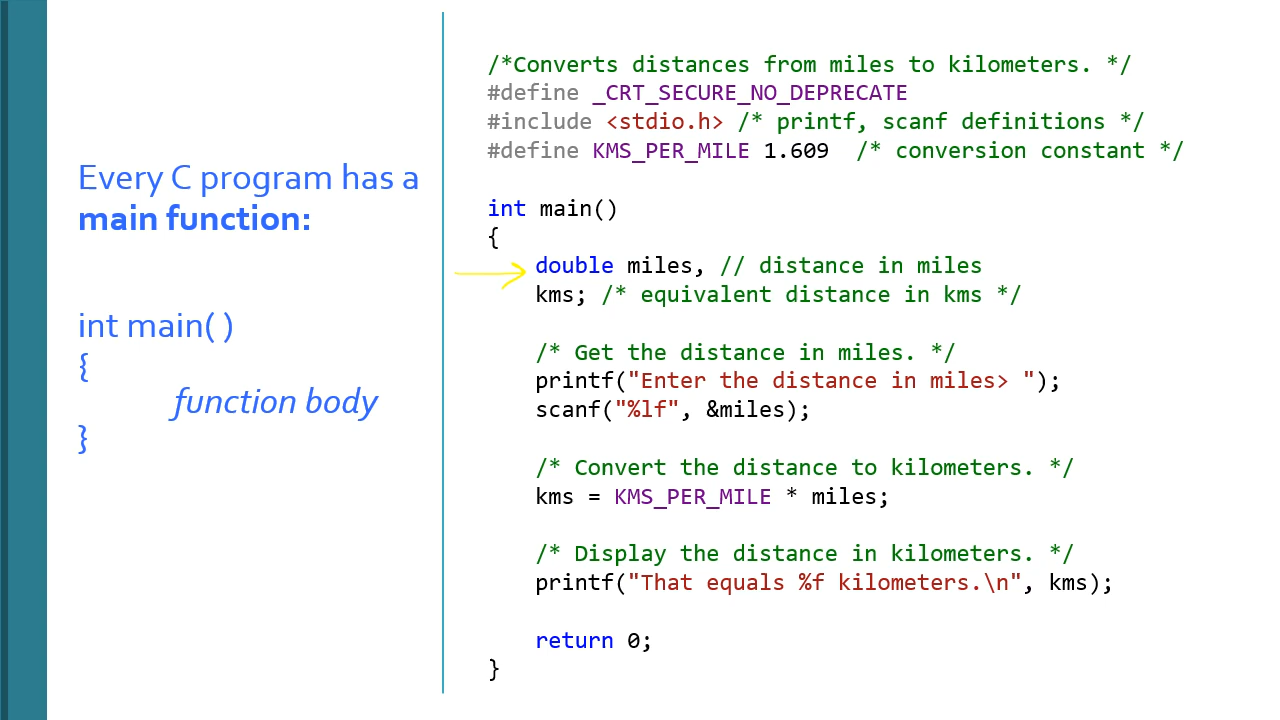 Every C program has a
main function:
int main( )
{
function body
}
/*Converts distances from miles to kilometers. */
#define _CRT_SECURE_NO_DEPRECATE
#include <stdio.h> /* printf, scanf definitions */
#define KMS_PER_MILE 1.609  /* conversion constant */
int main()
{
double miles, // distance in miles
kms; /* equivalent distance in kms */
/* Get the distance in miles. */
printf("Enter the distance in miles> ");
scanf("%lf", &miles);
/* Convert the distance to kilometers. */
kms = KMS_PER_MILE * miles;
/* Display the distance in kilometers. */
printf("That equals %f kilometers.\n", kms);
return 0;
}